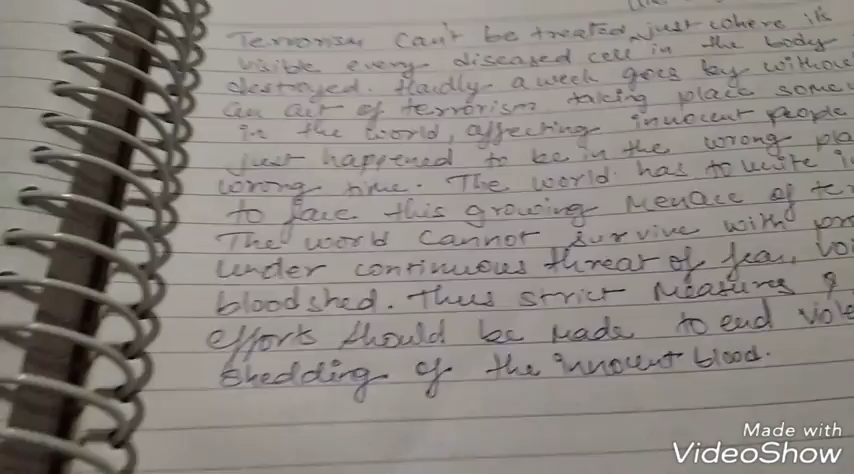 Terrorism can't be treated just where its
visible every diseased cell in the body
destroyed. Hardly a week goes by withou
an act of terrorism taking place some
in the world, affecting innocent people
just happened to be in the wrong pla
wrong time. The world has to unite i
to face this growing menace of te
The world cannot survive with
under continuous threat of fear,
bloodshed. Thus strict measures &
efforts should be made to end viole
shedding of the innocent blood.
Made with
VideoShow